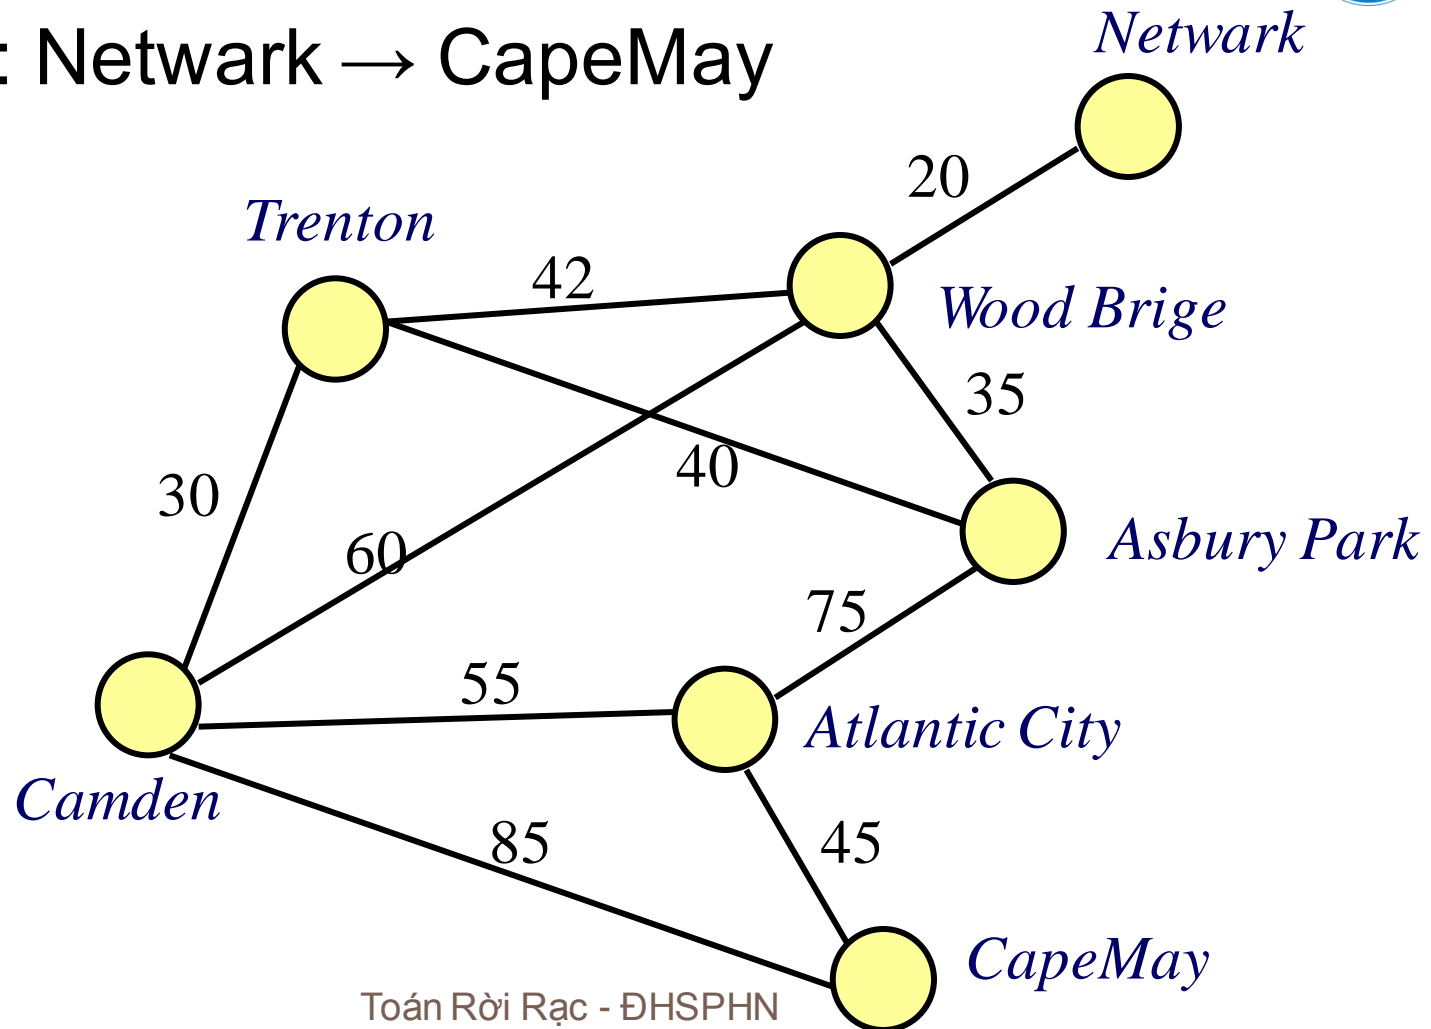 : Netwark → CapeMay
Netwark
20
Trenton
42
Wood Brige
35
40
30
60
Asbury Park
75
55
Atlantic City
Camden
85
45
CapeMay
Toán Rời Rạc - ĐHSPHN